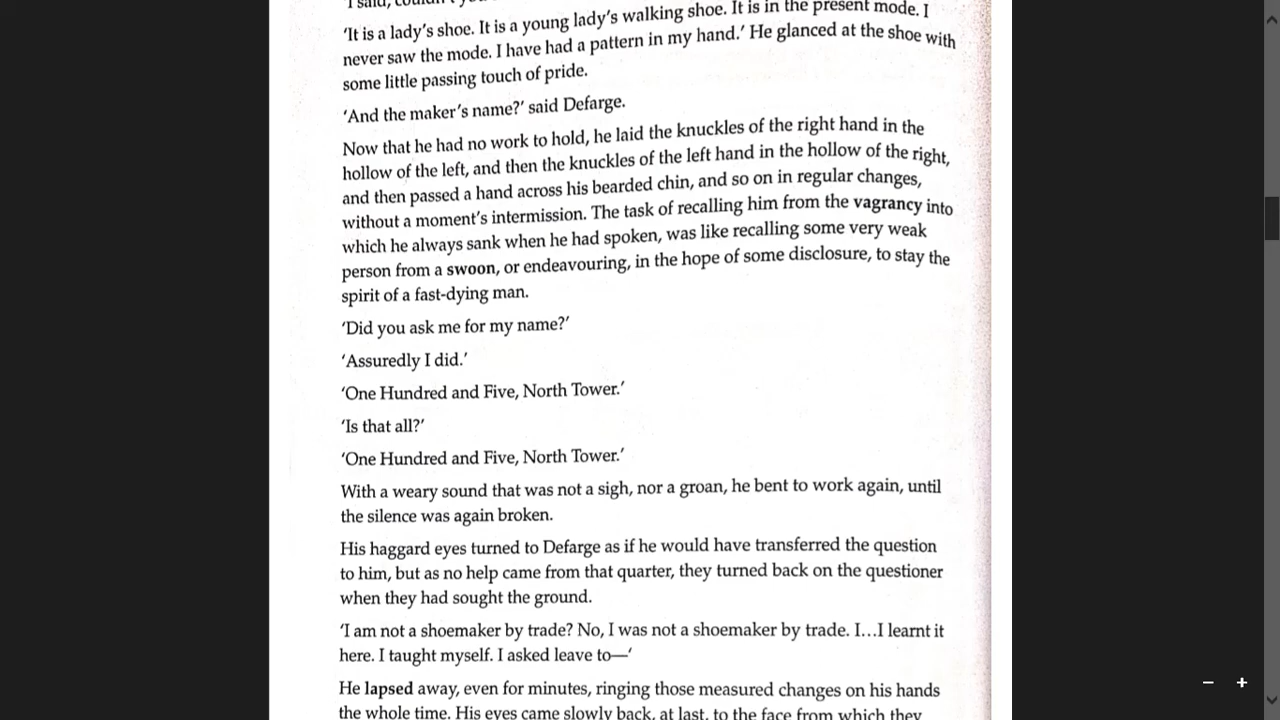 'It is a lady's shoe. It is a young lady's walking shoe. It is in the present mode. I
never saw the mode. I have had a pattern in my hand.' He glanced at the shoe with
some little passing touch of pride.
'And the maker's name?' said Defarge.
Now that he had no work to hold, he laid the knuckles of the right hand in the
hollow of the left, and then the knuckles of the left hand in the hollow of the right,
and then passed a hand across his bearded chin, and so on in regular changes,
without a moment's intermission. The task of recalling him from the vagrancy into
which he always sank when he had spoken, was like recalling some very weak
person from a swoon, or endeavouring, in the hope of some disclosure, to stay the
spirit of a fast-dying man.
'Did you ask me for my name?'
'Assuredly I did.'
'One Hundred and Five, North Tower.'
'Is that all?'
'One Hundred and Five, North Tower.'
With a weary sound that was not a sigh, nor a groan, he bent to work again, until
the silence was again broken.
His haggard eyes turned to Defarge as if he would have transferred the question
to him, but as no help came from that quarter, they turned back on the questioner
when they had sought the ground.
'I am not a shoemaker by trade? No, I was not a shoemaker by trade. I...I learnt it
here. I taught myself. I asked leave to—'
He lapsed away, even for minutes, ringing those measured changes on his hands
the whole time. His eyes came slowly back, at last, to the face from which they